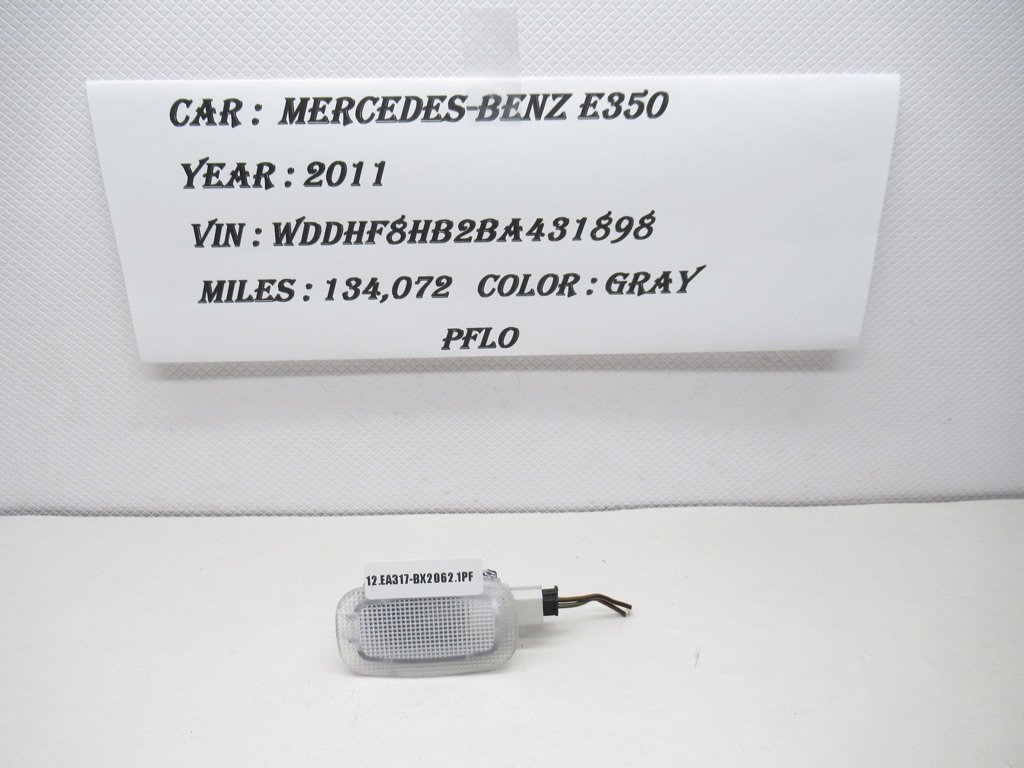 CAR : MERCEDES-BENZ E350
YEAR : 2011
VIN : WDDHF8HB2BA431898
MILES : 134,072 COLOR : GRAY
PFLO
12.EA317-BX2062.1PF